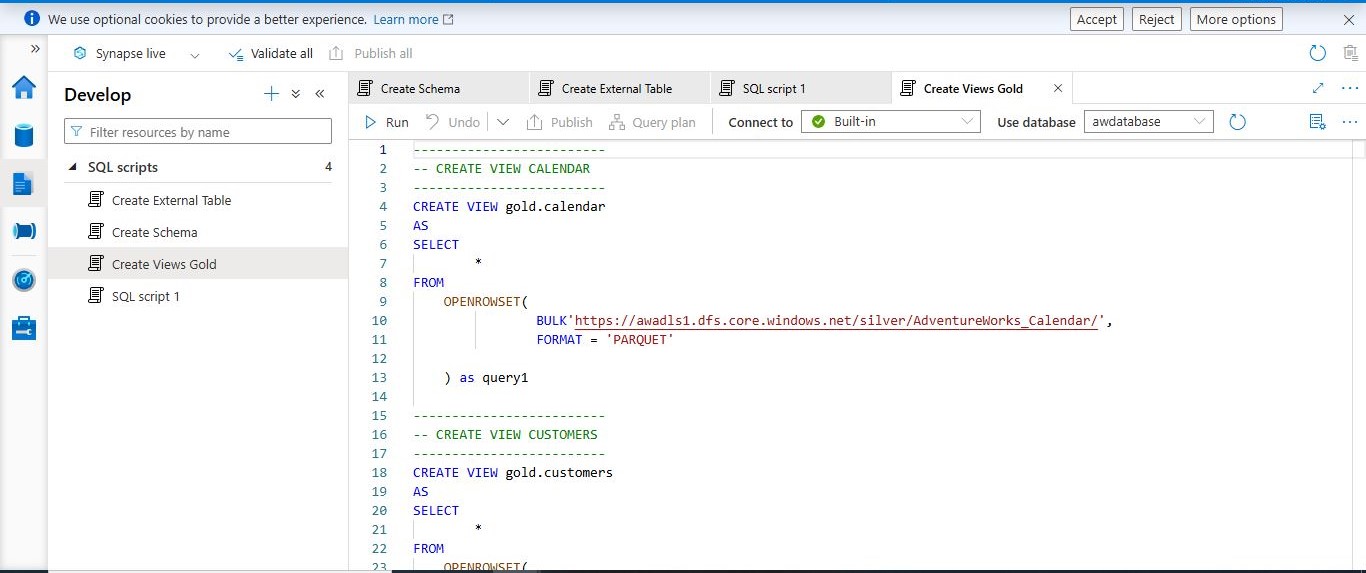 We use optional cookies to provide a better experience. Learn more
Accept
Reject
More options
Synapse live
Validate all
Publish all
Develop
Filter resources by name
SQL scripts 4
Create External Table
Create Schema
Create Views Gold
SQL script 1
Create Schema
Create External Table
SQL script 1
Create Views Gold
Run
Undo
Publish
Query plan
Connect to
Built-in
Use database
awdatabase
1 -------------------------
2 -- CREATE VIEW CALENDAR
3 -------------------------
4 CREATE VIEW gold.calendar
5 AS
6 SELECT
7 *
8 FROM
9 OPENROWSET(
10 BULK'https://awadls1.dfs.core.windows.net/silver/AdventureWorks_Calendar/',
11 FORMAT = 'PARQUET'
12
13 ) as query1
14
15 -------------------------
16 -- CREATE VIEW CUSTOMERS
17 -------------------------
18 CREATE VIEW gold.customers
19 AS
20 SELECT
21 *
22 FROM
23 OPENROWSET(